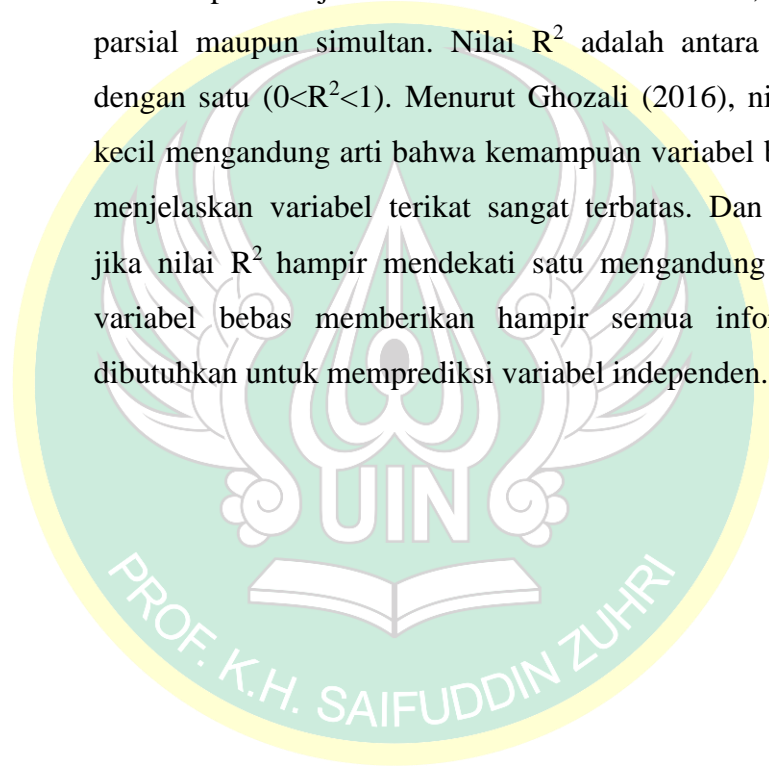 parsial maupun simultan. Nilai R² adalah antara
dengan satu (0<R²<1). Menurut Ghozali (2016),
kecil mengandung arti bahwa kemampuan variabel
menjelaskan variabel terikat sangat terbatas. Dan
jika nilai R² hampir mendekati satu mengandung
variabel bebas memberikan hampir semua
dibutuhkan untuk memprediksi variabel independen.
UIN
PROF. K.H. SAIFUDDIN ZUHRI